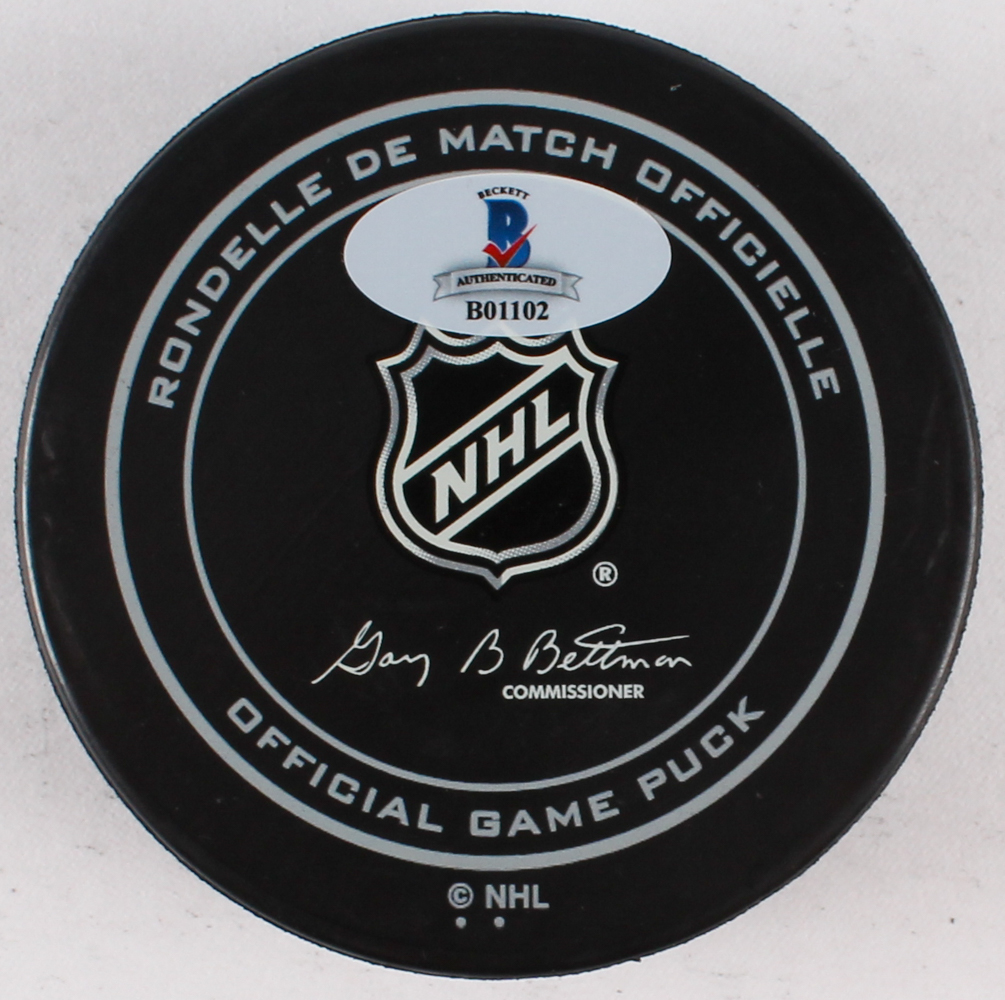 RONDELLE DE MATCH OFFICIELLE
BECKETT
B
AUTHENTICATED
B01102
NHL
®
Gary B Bettman
COMMISSIONER
OFFICIAL GAME PUCK
© NHL